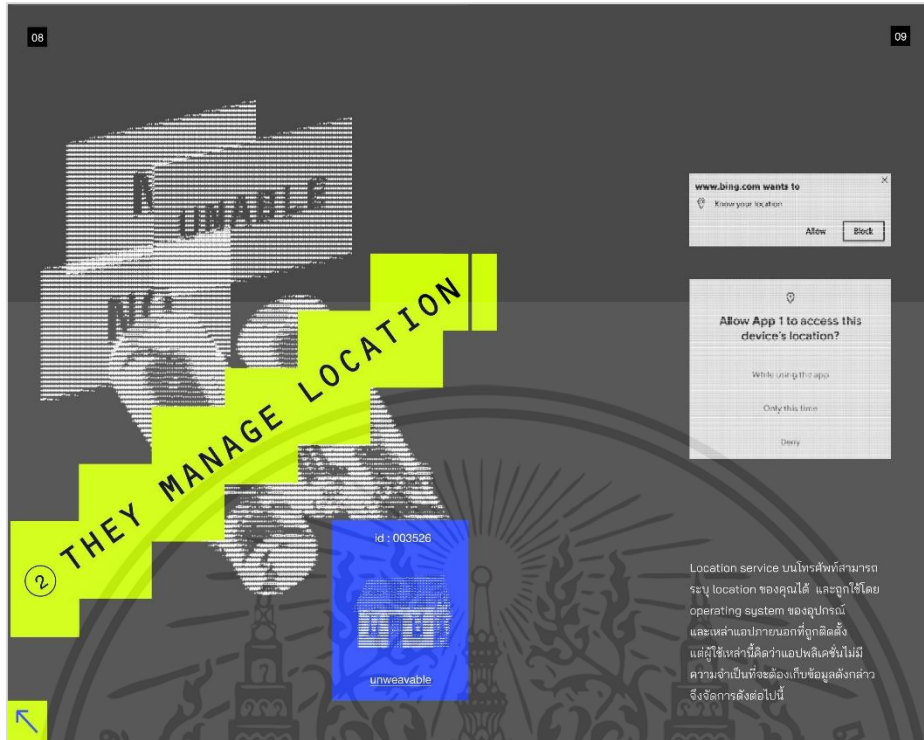 08
09
UNABLE
② THEY MANAGE LOCATION
www.bing.com wants to
Know your location
Allow
Block
Allow App 1 to access this
device's location?
While using the app
Only this time
Deny
id : 003526
unweavable
Location service บนโทรศัพท์สามารถ
ระบุ location ของคุณได้ และถูกใช้โดย
operating system ของอุปกรณ์
และเหล่าแอปภายนอกที่ถูกติดตั้ง
แต่ผู้ใช้เหล่านี้คิดว่าแอปพลิเคชั่นไม่มี
ความจำเป็นที่จะต้องเก็บข้อมูลดังกล่าว
จึงจัดการดังต่อไปนี้